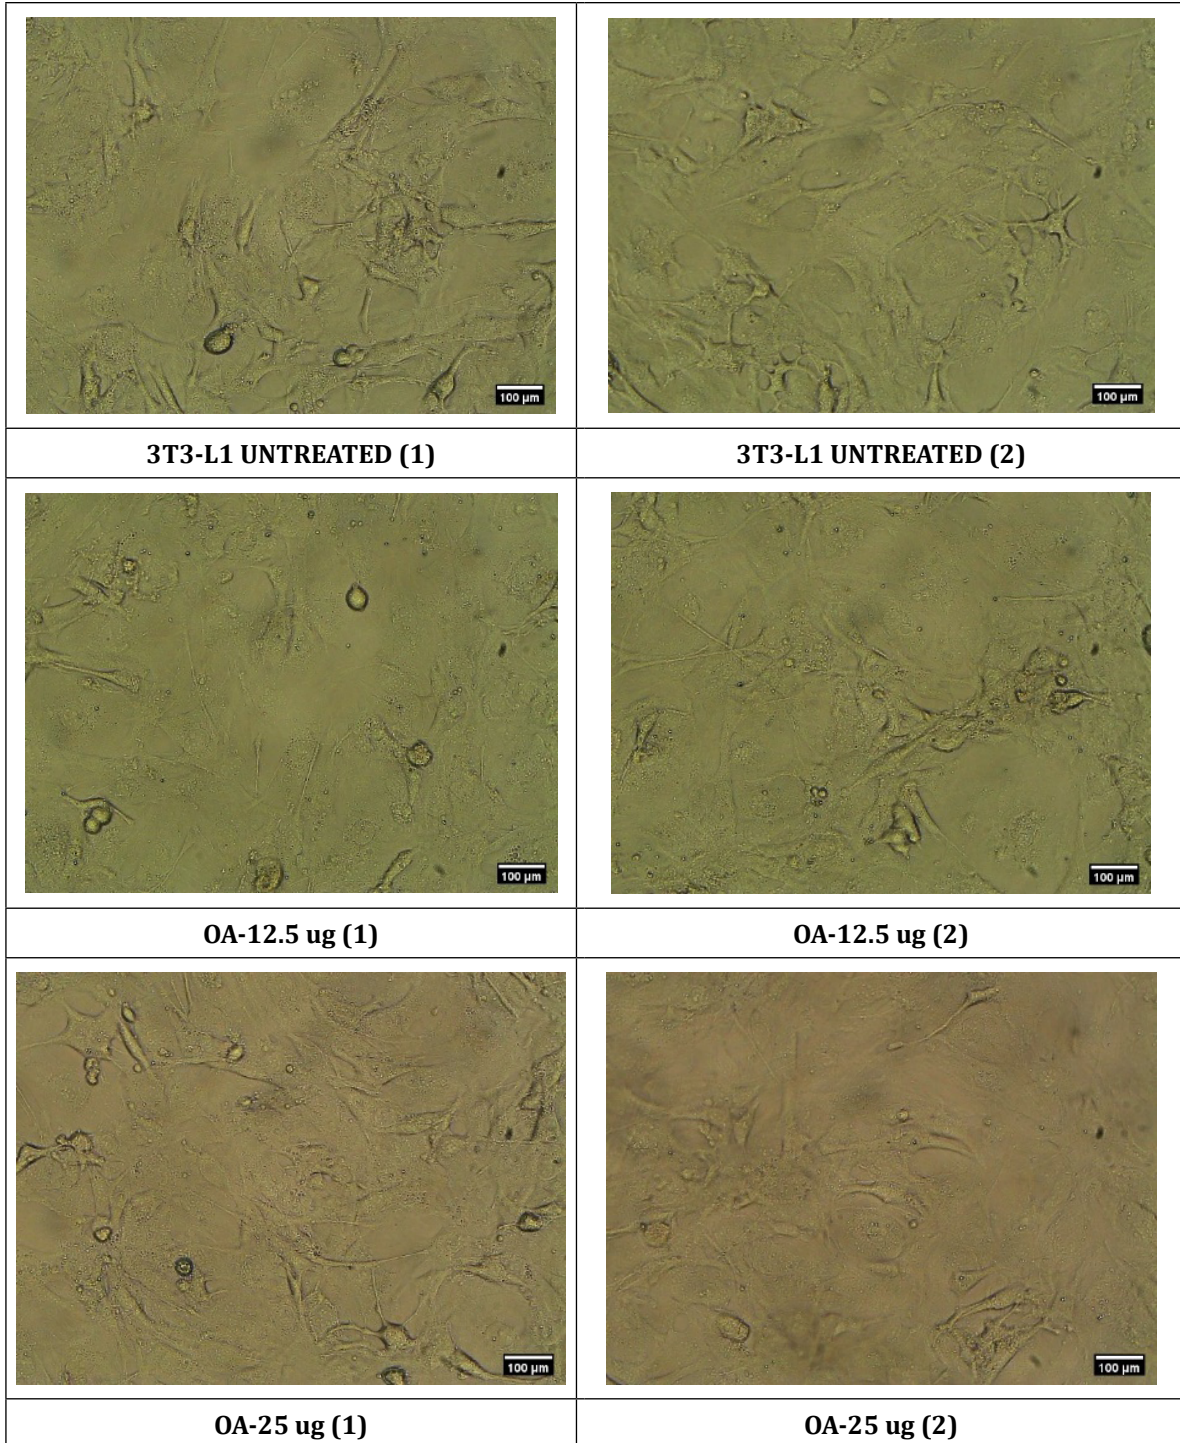 100 µm
100 µm
3T3-L1 UNTREATED (1)
3T3-L1 UNTREATED (2)
100 µm
100 µm
OA-12.5 ug (1)
OA-12.5 ug (2)
100 µm
100 µm
OA-25 ug (1)
OA-25 ug (2)